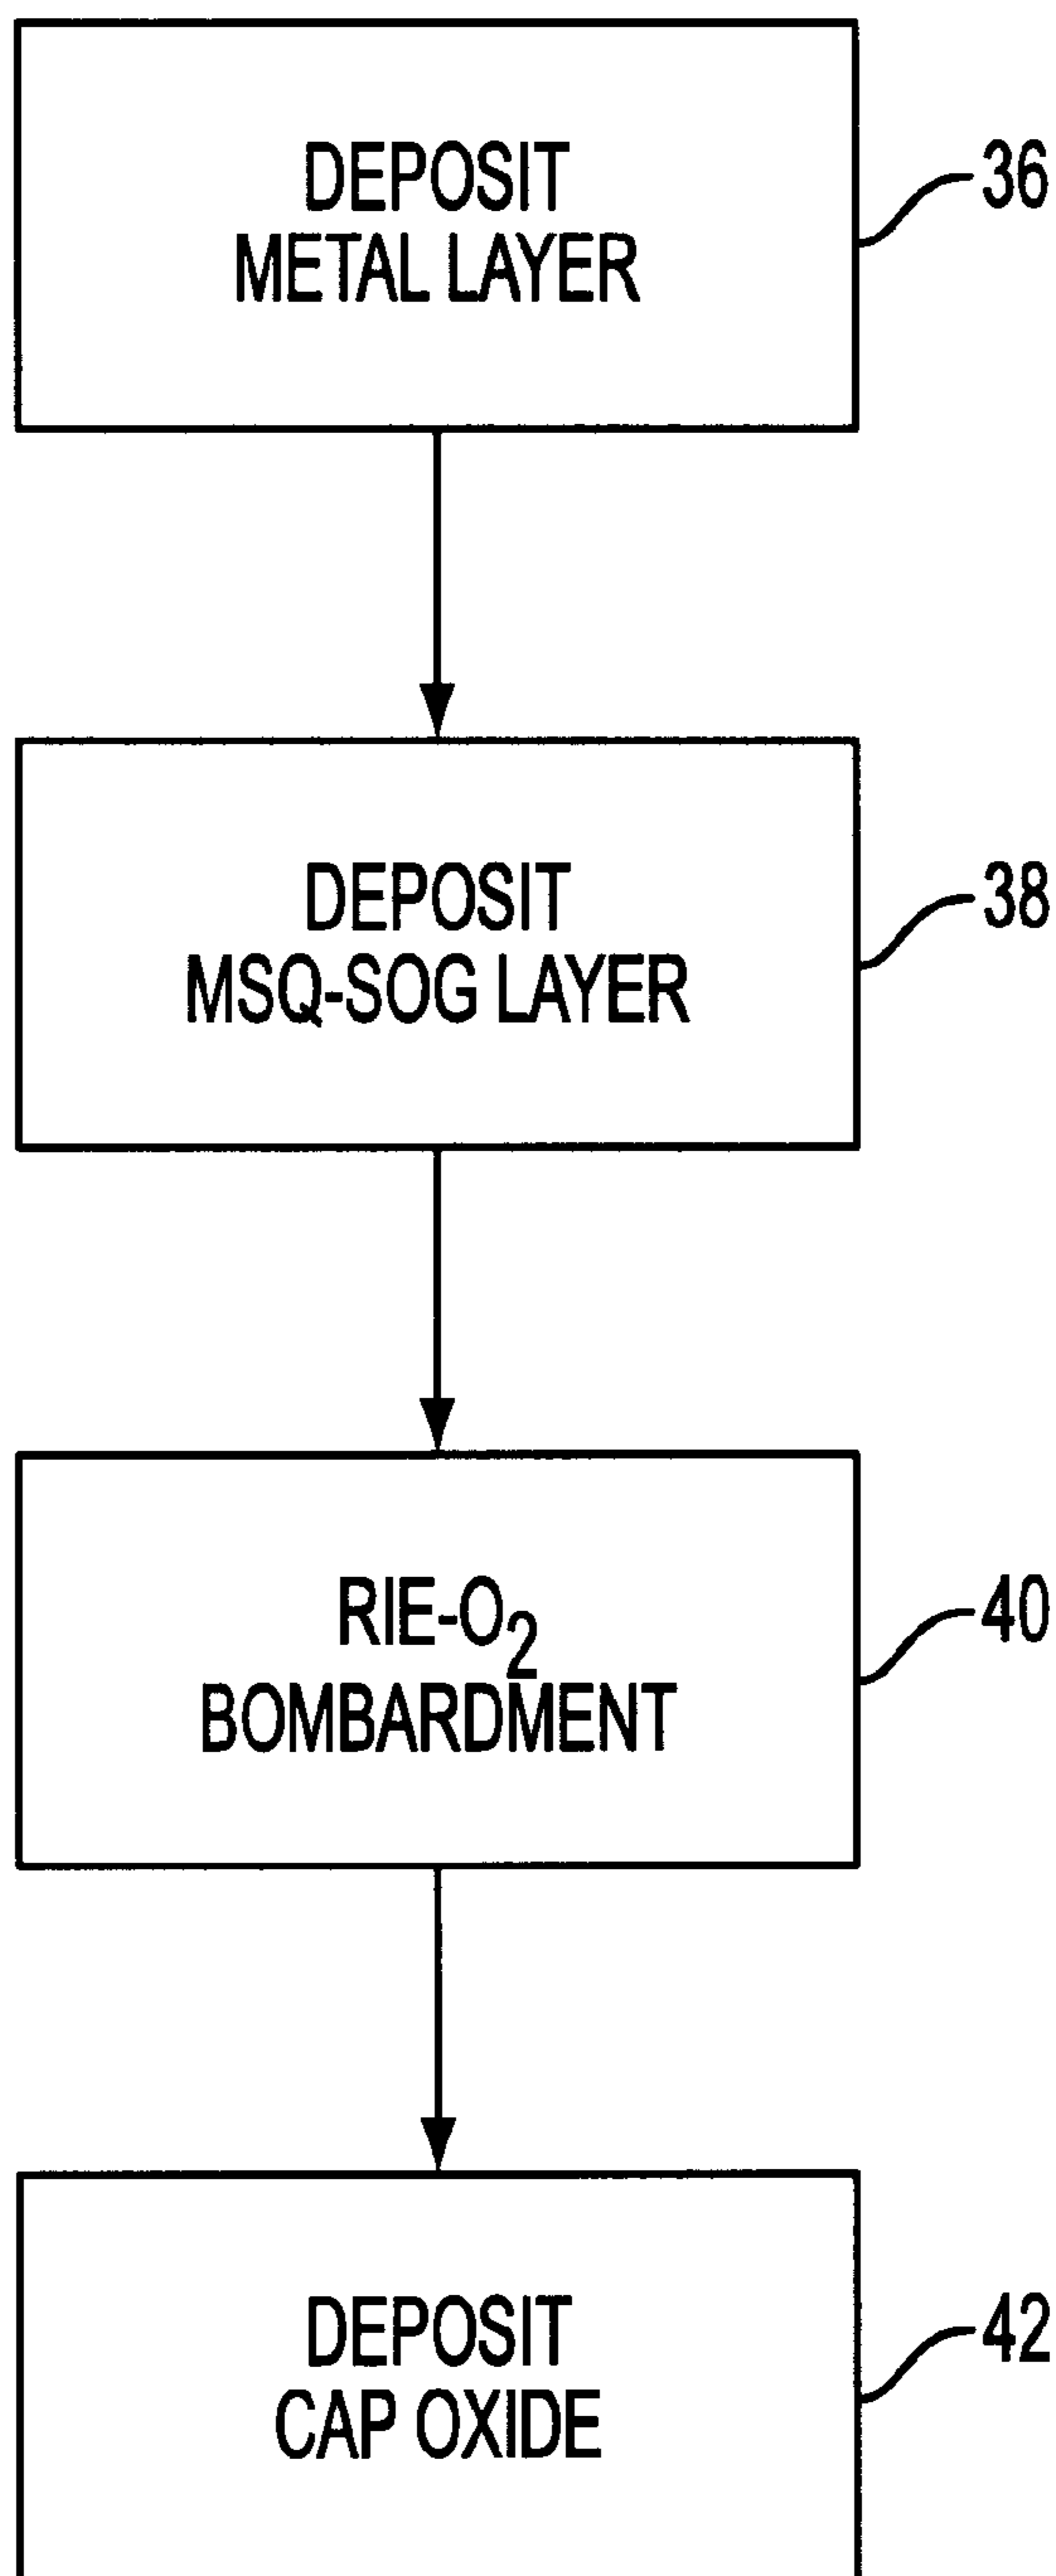 DEPOSIT
METAL LAYER
36
DEPOSIT
MSQ-SOG LAYER
38
RIE-O2
BOMBARDMENT
40
DEPOSIT
CAP OXIDE
42